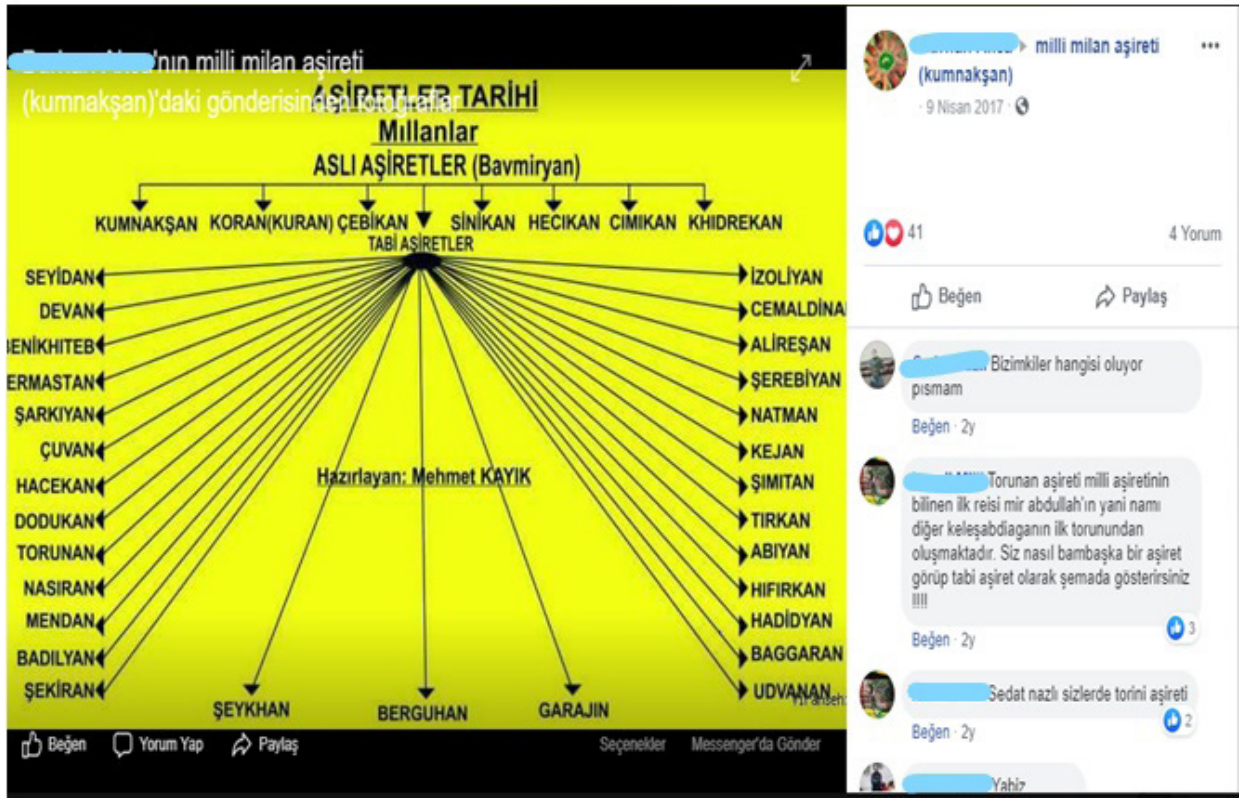 'nın milli milan aşireti
(kumnakşan)'daki gönderisinden fotoğraflar
AŞİRETLER TARİHİ
Mıllanlar
ASLI AŞİRETLER (Bavmiryan)
KUMNAKŞAN KORAN(KURAN) ÇEBİKAN SİNİKAN HECIKAN CIMIKAN KHIDREKAN
TABİ AŞİRETLER
SEYİDAN
DEVAN
BENİKHITEB
ERMASTAN
ŞARKIYAN
ÇUVAN
HACEKAN
DODUKAN
TORUNAN
NASIRAN
MENDAN
BADILYAN
ŞEKİRAN
ŞEYKHAN
BERGUHAN
GARAJIN
İZOLİYAN
CEMALDİNA
ALİREŞAN
ŞEREBİYAN
NATMAN
KEJAN
ŞIMITAN
TIRKAN
ABIYAN
HIFIRKAN
HADİDYAN
BAGGARAN
UDVANAN
Hazırlayan: Mehmet KAYIK
Beğen Yorum Yap Paylaş Seçenekler Messenger'da Gönder
milli milan aşireti
(kumnakşan)
· 9 Nisan 2017 ·
41 4 Yorum
Beğen Paylaş
Bizimkiler hangisi oluyor
pısmam
Beğen · 2y
Torunan aşireti milli aşiretinin
bilinen ilk reisi mir abdullah'ın yani namı
diğer keleşabdiaganın ilk torunundan
oluşmaktadır. Siz nasıl bambaşka bir aşiret
görüp tabi aşiret olarak şemada gösterirsiniz
!!!!
3
Beğen · 2y
Sedat nazlı sizlerde torini aşireti
2
Beğen · 2y
Yabiz